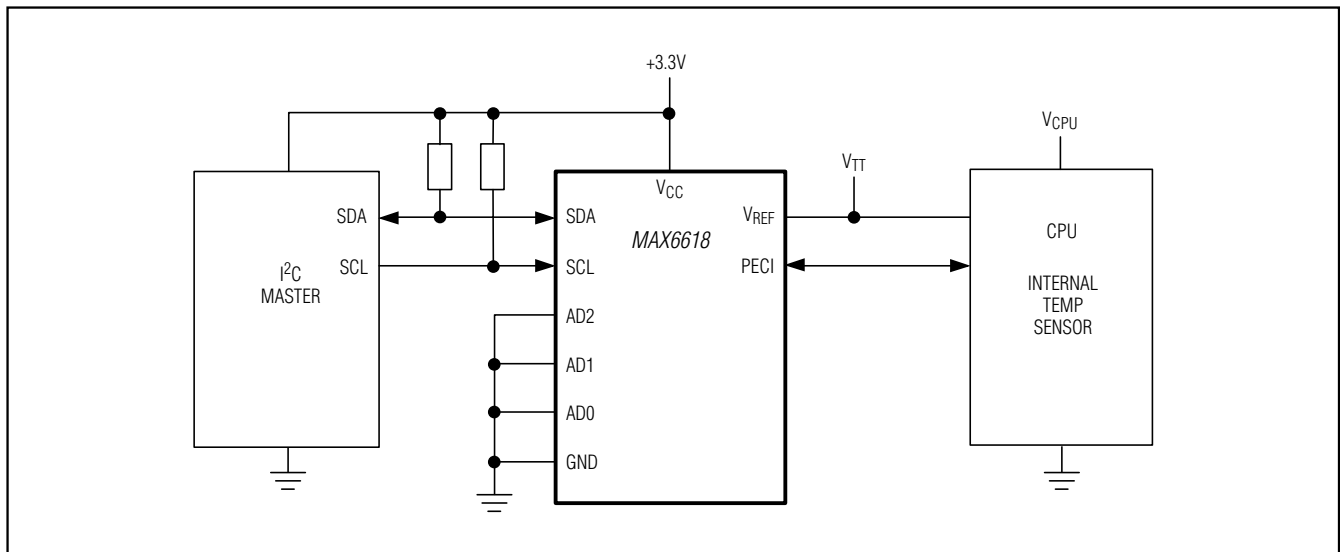 +3.3V
VCPU
VTT
VCC
SDA
SDA
VREF
MAX6618
CPU
SCL
SCL
PECI
I²C
MASTER
INTERNAL
TEMP
SENSOR
AD2
AD1
AD0
GND